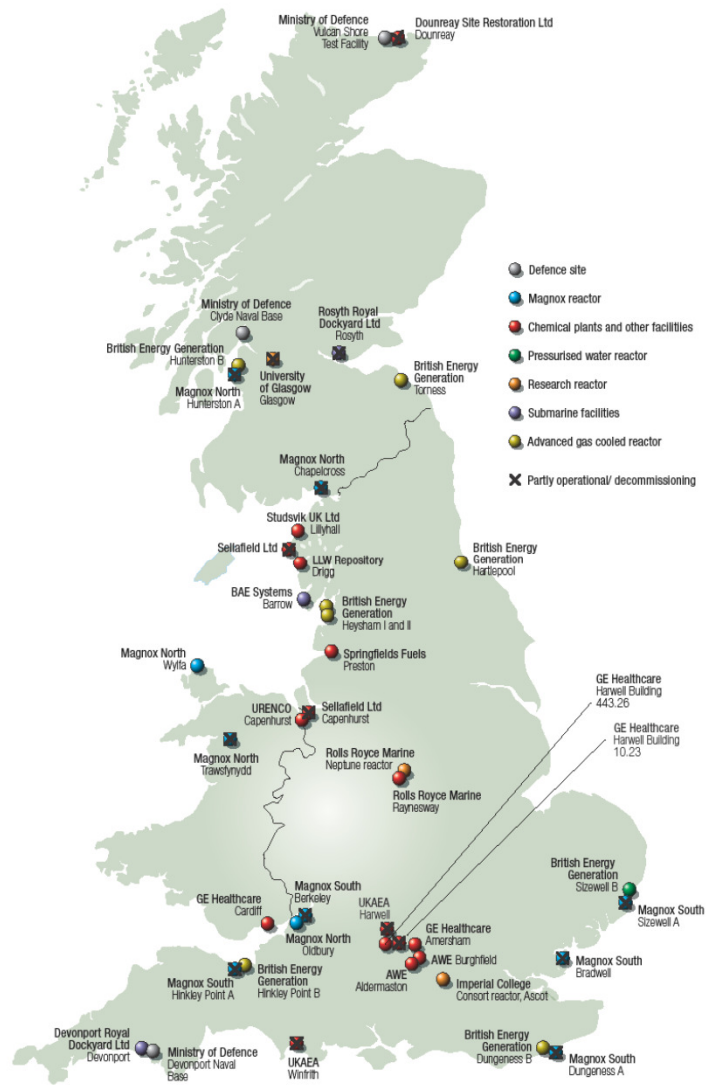 Ministry of Defence
Vulcan Shore
Test Facility
Dounreay Site Restoration Ltd
Dounreay
Defence site
Magnox reactor
Chemical plants and other facilities
Pressurised water reactor
Research reactor
Submarine facilities
Advanced gas cooled reactor
Partly operational/ decommissioning
Ministry of Defence
Clyde Naval Base
Rosyth Royal
Dockyard Ltd
Rosyth
British Energy Generation
Hunterston B
Magnox North
Hunterston A
University
of Glasgow
Glasgow
British Energy
Generation
Torness
Magnox North
Chapelcross
Studsvik UK Ltd
Lillyhall
Sellafield Ltd
LLW Repository
Drigg
British Energy
Generation
Hartlepool
BAE Systems
Barrow
British Energy
Generation
Heysham I and II
Springfields Fuels
Preston
Magnox North
Wylfa
GE Healthcare
Harwell Building
443.26
URENCO
Capenhurst
Sellafield Ltd
Capenhurst
GE Healthcare
Harwell Building
10.23
Magnox North
Trawsfynydd
Rolls Royce Marine
Neptune reactor
Rolls Royce Marine
Raynesway
British Energy
Generation
Sizewell B
Magnox South
Sizewell A
Magnox South
Berkeley
GE Healthcare
Cardiff
Magnox North
Oldbury
UKAEA
Harwell
GE Healthcare
Amersham
AWE Burghfield
AWE
Aldermaston
Magnox South
Bradwell
Magnox South
Hinkley Point A
British Energy
Generation
Hinkley Point B
Imperial College
Consort reactor, Ascot
Devonport Royal
Dockyard Ltd
Devonport
Ministry of Defence
Devonport Naval
Base
UKAEA
Winfrith
British Energy
Generation
Dungeness B
Magnox South
Dungeness A